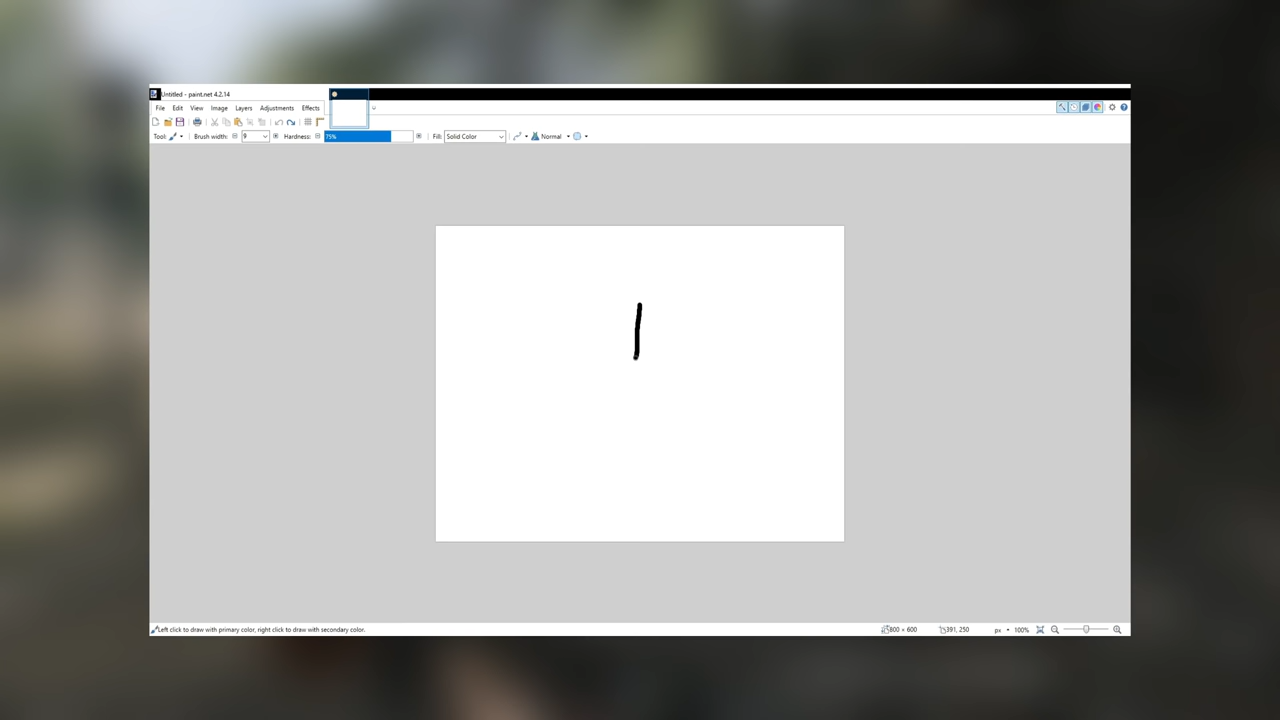 Untitled - paint.net 4.2.14
File Edit View Image Layers Adjustments Effects
Tool: Brush width: 9 Hardness: 75% Fill: Solid Color Normal
Left click to draw with primary color, right click to draw with secondary color. 800 × 600 391, 250 px 100%